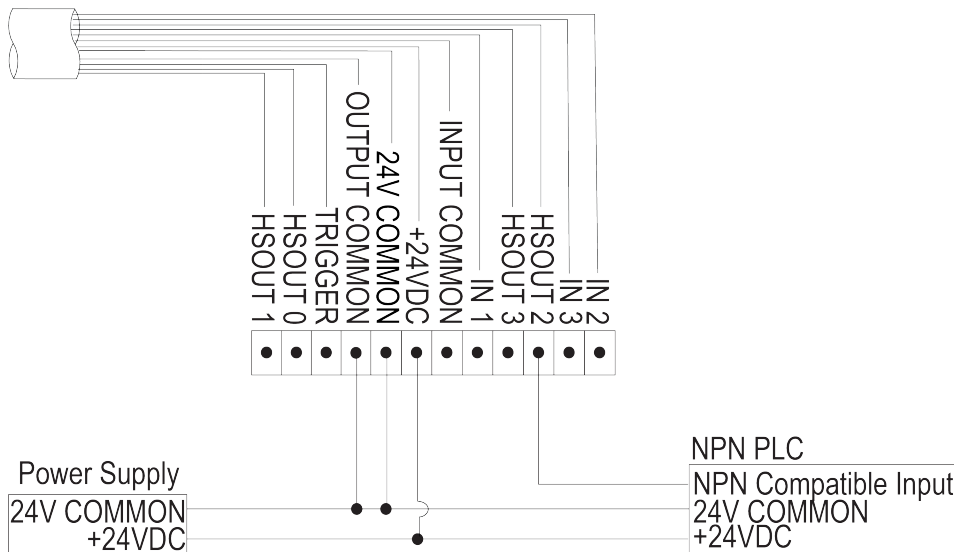 HSOUT 1
HSOUT 0
TRIGGER
OUTPUT COMMON
24V COMMON
+24VDC
INPUT COMMON
IN 1
HSOUT 3
HSOUT 2
IN 3
IN 2
Power Supply
24V COMMON
+24VDC
NPN PLC
NPN Compatible Input
24V COMMON
+24VDC